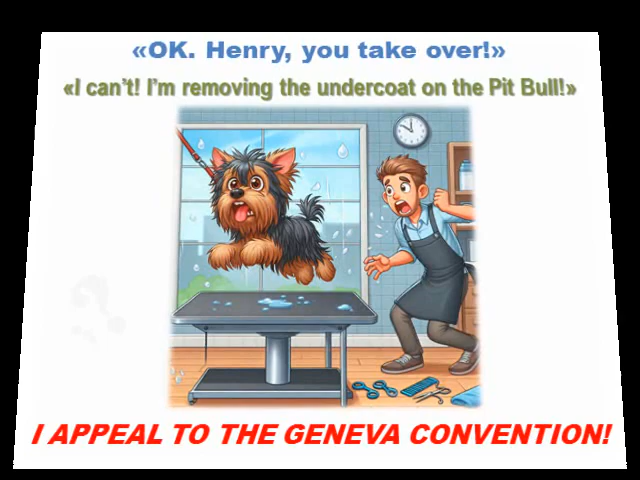 «OK. Henry, you take over!»
«I can't! I'm removing the undercoat on the Pit Bull!»
I APPEAL TO THE GENEVA CONVENTION!